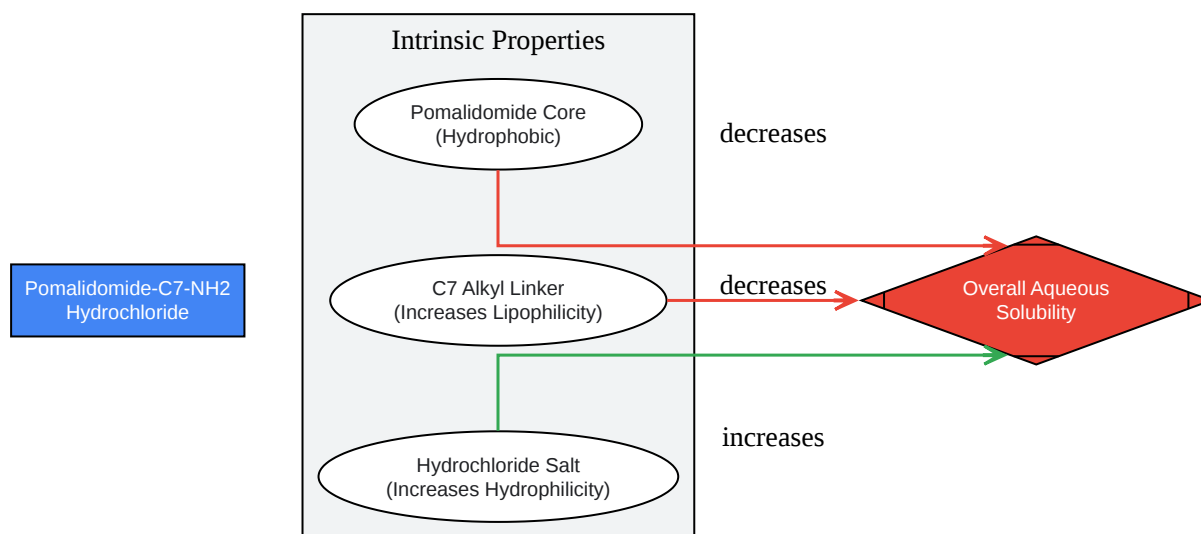 Intrinsic Properties
Pomalidomide Core
(Hydrophobic)
decreases
Pomalidomide-C7-NH2
Hydrochloride
C7 Alkyl Linker
(Increases Lipophilicity)
decreases
Overall Aqueous
Solubility
increases
Hydrochloride Salt
(Increases Hydrophilicity)